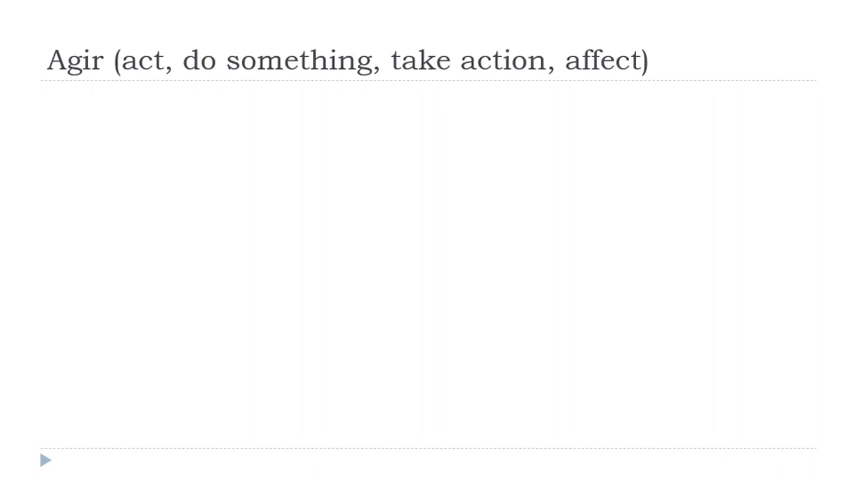 Agir (act, do something, take action, affect)